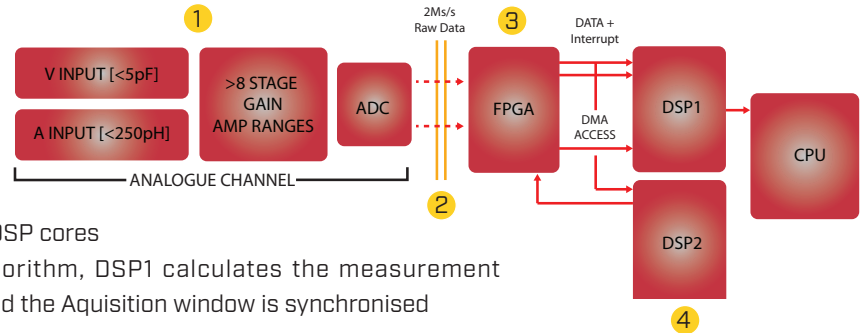 1
2Ms/s
Raw Data
3
DATA +
Interrupt
V INPUT [<5pF]
A INPUT [<250pH]
>8 STAGE
GAIN
AMP RANGES
ADC
FPGA
DMA
ACCESS
DSP1
CPU
ANALOGUE CHANNEL
2
DSP2
4
DSP cores
orithm, DSP1 calculates the measurement
d the Aquisition window is synchronised